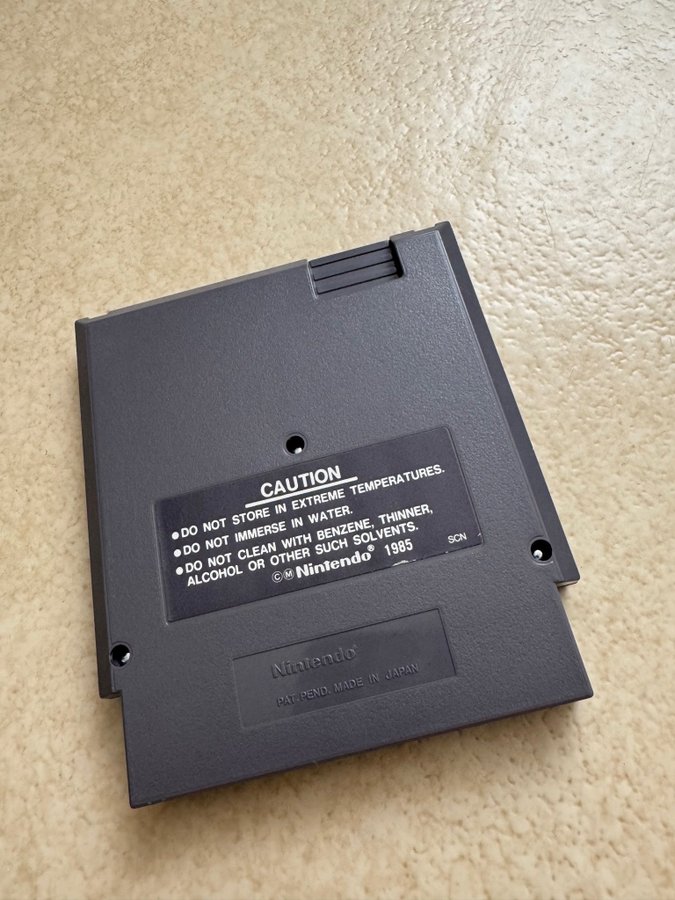 CAUTION
●DO NOT STORE IN EXTREME TEMPERATURES.
●DO NOT IMMERSE IN WATER.
●DO NOT CLEAN WITH BENZENE, THINNER,
ALCOHOL OR OTHER SUCH SOLVENTS.
ⒸⓂNintendo® 1985 SCN
Nintendo®
PAT. PEND. MADE IN JAPAN